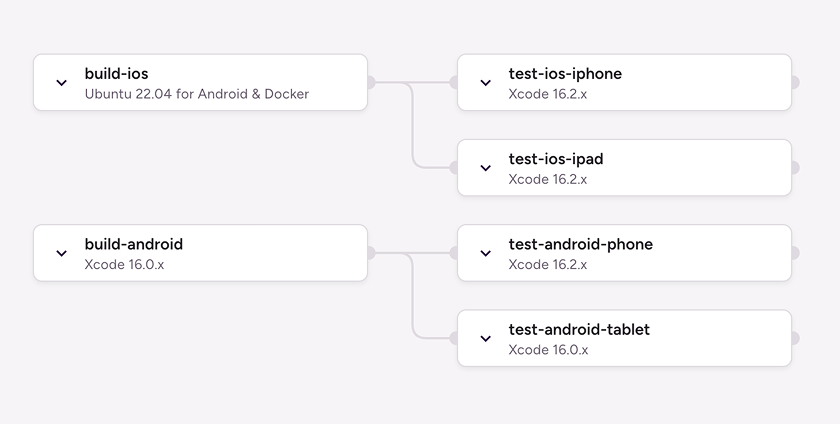 build-ios
Ubuntu 22.04 for Android & Docker
test-ios-iphone
Xcode 16.2.x
test-ios-ipad
Xcode 16.2.x
build-android
Xcode 16.0.x
test-android-phone
Xcode 16.2.x
test-android-tablet
Xcode 16.0.x